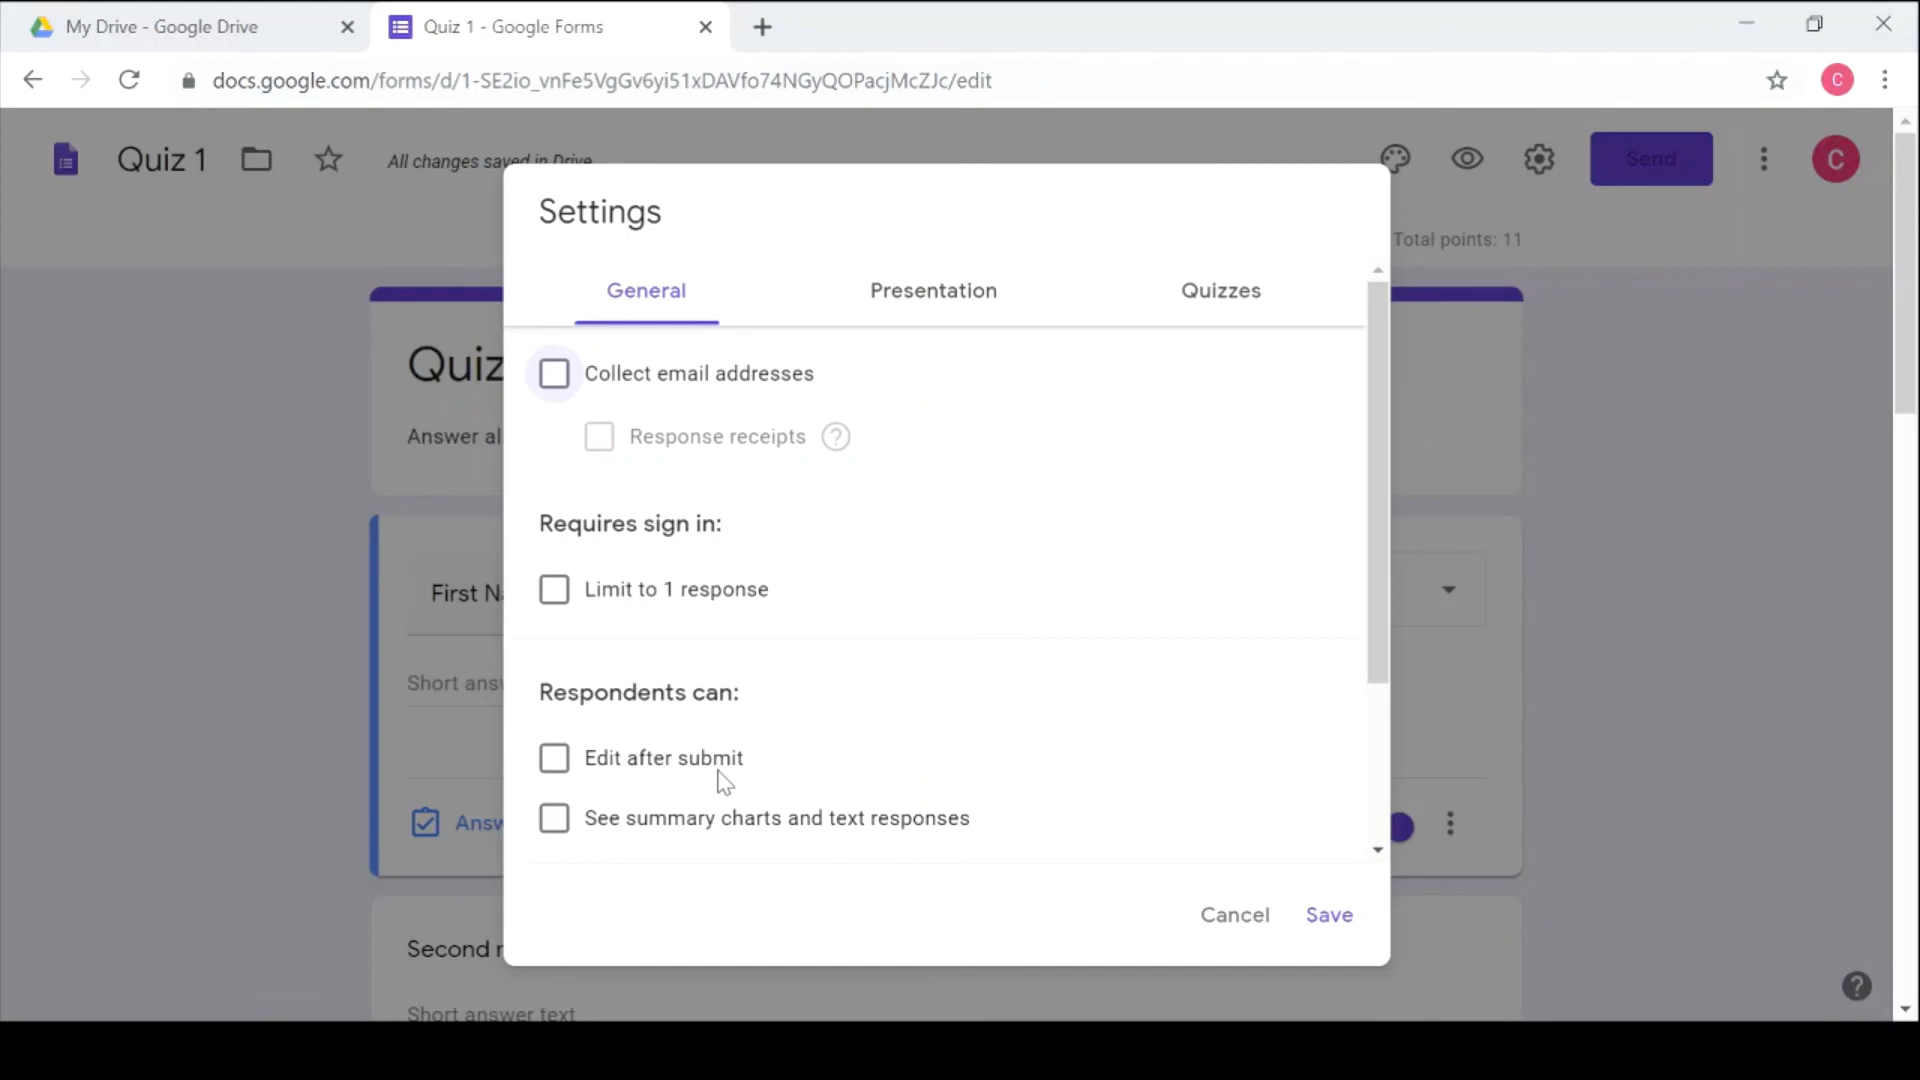 My Drive - Google Drive
Quiz 1 - Google Forms
docs.google.com/forms/d/1-SE2io_vnFe5VgGv6yi51xDAVfo74NGyQOPacjMcZJc/edit
C
Quiz 1
All changes saved in Drive
Send
C
Total points: 11
Settings
General
Presentation
Quizzes
Collect email addresses
Response receipts
Requires sign in:
Limit to 1 response
Respondents can:
Edit after submit
See summary charts and text responses
Cancel
Save
Quiz
Answer al
First N
Short ans
Answ
Second r
Short answer text